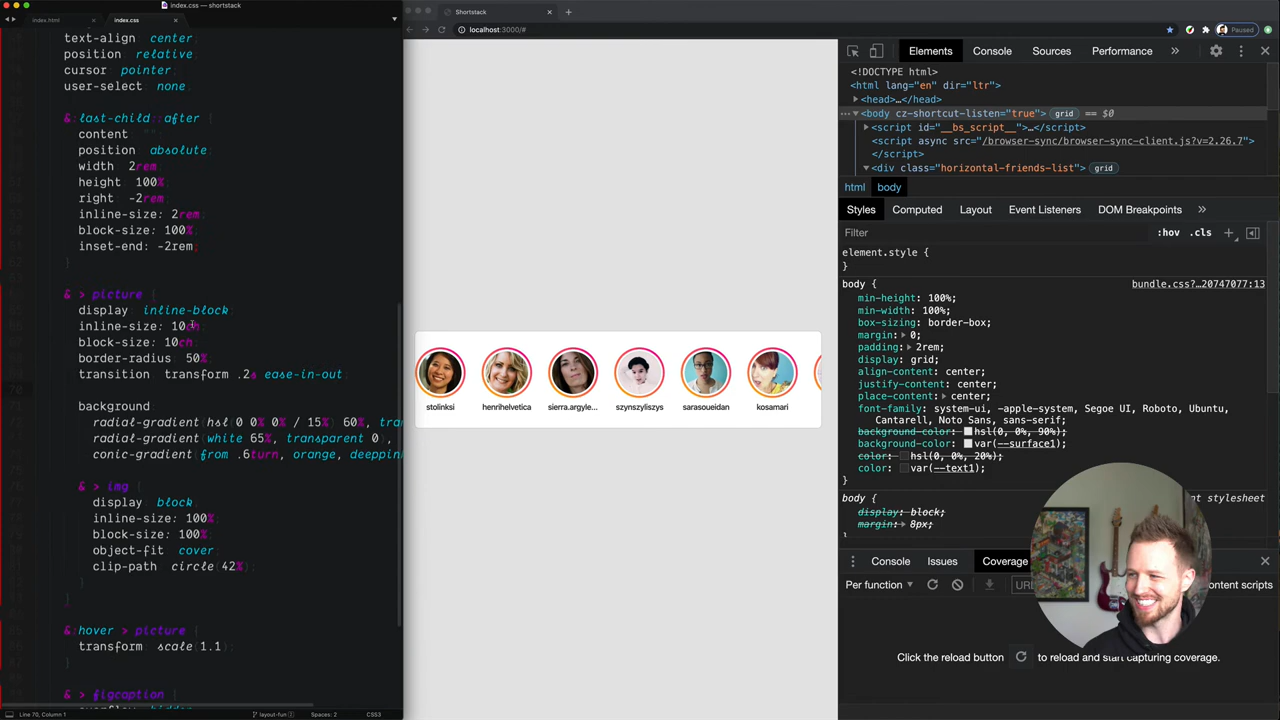 index.css — shortstack
index.html
index.css
text-align center
position relative
cursor pointer
user-select none
&:last-child::after {
content "";
position absolute;
width 2rem;
height 100%;
right -2rem;
inline-size: 2rem;
block-size: 100%;
inset-end: -2rem;
}
& > picture {
display inline-block
inline-size: 10ch;
block-size: 10ch;
border-radius 50%;
transition transform .2s ease-in-out;
background
radial-gradient(hsl(0 0% 0% / 15%) 60%, tra
radial-gradient(white 65%, transparent 0),
conic-gradient(from .6turn, orange, deeppin
& > img {
display block
inline-size: 100%;
block-size: 100%;
object-fit cover
clip-path circle(42%);
}
}
&:hover > picture {
transform scale(1.1);
}
& > figcaption {
overflow hidden
Line 70, Column 1
layout-fun
Spaces: 2
CSS3
Shortstack
localhost:3000/#
Paused
stolinksi
henrihelvetica
sierra.argyle...
szynszyliszys
sarasoueidan
kosamari
Elements Console Sources Performance »
<!DOCTYPE html>
<html lang="en" dir="ltr">
<head>…</head>
<body cz-shortcut-listen="true"> grid == $0
<script id="__bs_script__">…</script>
<script async src="/browser-sync/browser-sync-client.js?v=2.26.7">
</script>
<div class="horizontal-friends-list"> grid
html body
Styles Computed Layout Event Listeners DOM Breakpoints »
Filter :hov .cls +
element.style {
}
body { bundle.css?…20747077:13
min-height: 100%;
min-width: 100%;
box-sizing: border-box;
margin: 0;
padding: 2rem;
display: grid;
align-content: center;
justify-content: center;
place-content: center;
font-family: system-ui, -apple-system, Segoe UI, Roboto, Ubuntu,
Cantarell, Noto Sans, sans-serif;
background-color: hsl(0, 0%, 90%);
background-color: var(--surface1);
color: hsl(0, 0%, 20%);
color: var(--text1);
}
body { nt stylesheet
display: block;
margin: 8px;
Console Issues Coverage
Per function URL ontent scripts
Click the reload button to reload and start capturing coverage.